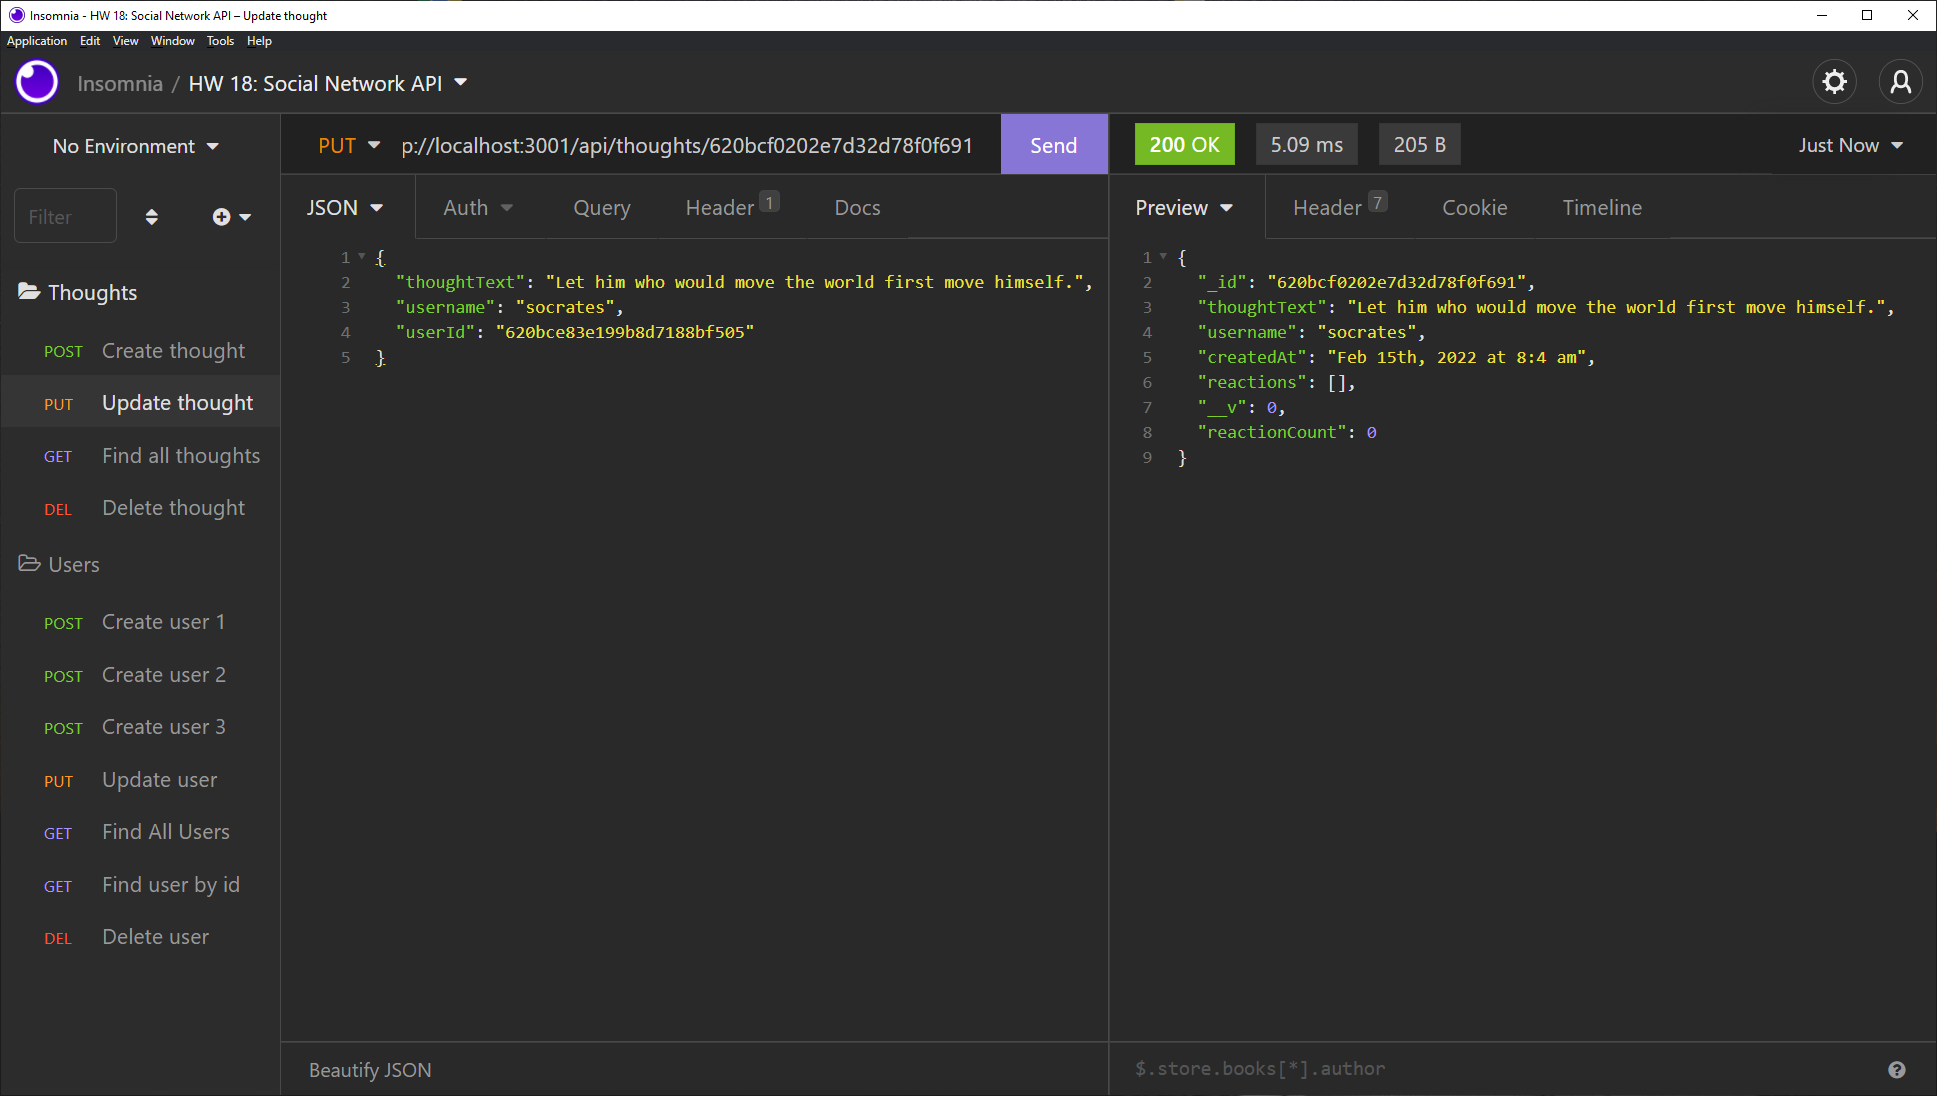 Insomnia - HW 18: Social Network API – Update thought
Application Edit View Window Tools Help
Insomnia / HW 18: Social Network API
No Environment
Filter
Thoughts
POST Create thought
PUT Update thought
GET Find all thoughts
DEL Delete thought
Users
POST Create user 1
POST Create user 2
POST Create user 3
PUT Update user
GET Find All Users
GET Find user by id
DEL Delete user
PUT p://localhost:3001/api/thoughts/620bcf0202e7d32d78f0f691 Send
JSON Auth Query Header 1 Docs
1 {
2 "thoughtText": "Let him who would move the world first move himself.",
3 "username": "socrates",
4 "userId": "620bce83e199b8d7188bf505"
5 }
Beautify JSON
200 OK 5.09 ms 205 B Just Now
Preview Header 7 Cookie Timeline
1 {
2 "_id": "620bcf0202e7d32d78f0f691",
3 "thoughtText": "Let him who would move the world first move himself.",
4 "username": "socrates",
5 "createdAt": "Feb 15th, 2022 at 8:4 am",
6 "reactions": [],
7 "__v": 0,
8 "reactionCount": 0
9 }
$.store.books[*].author